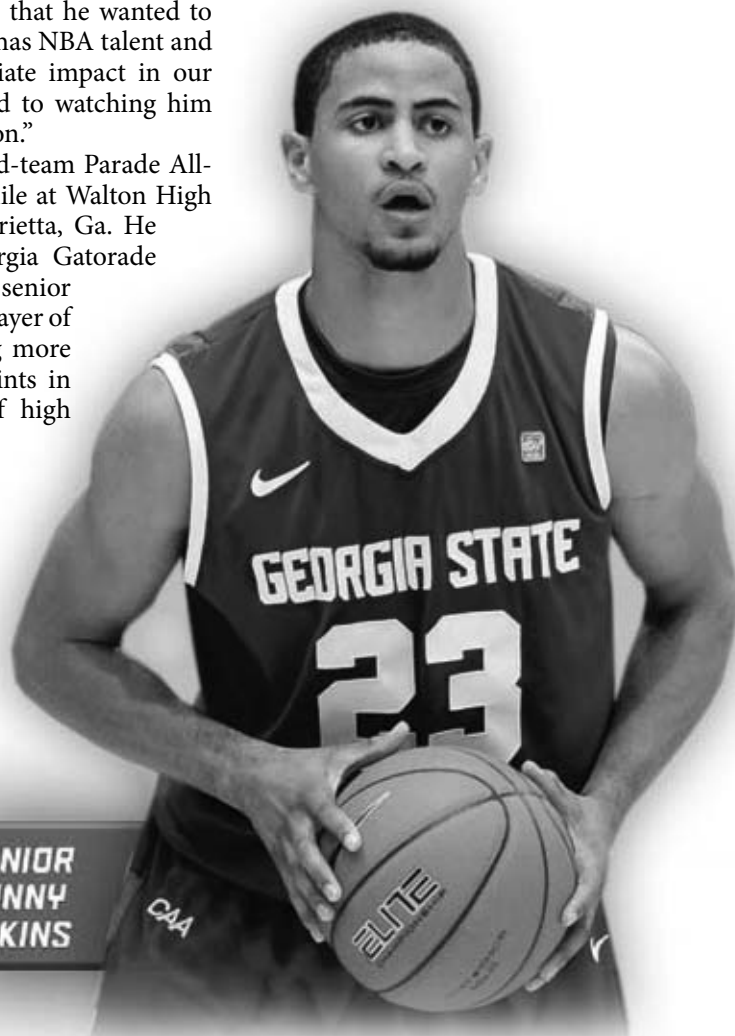 that he wanted to
has NBA talent and
iate impact in our
d to watching him
on.”
d-team Parade All-
ile at Walton High
rietta, Ga. He
rgia Gatorade
senior
ayer of
g more
ints in
f high
GEORGIA STATE
23
NIOR
NNY
KINS
CAA
ELITE